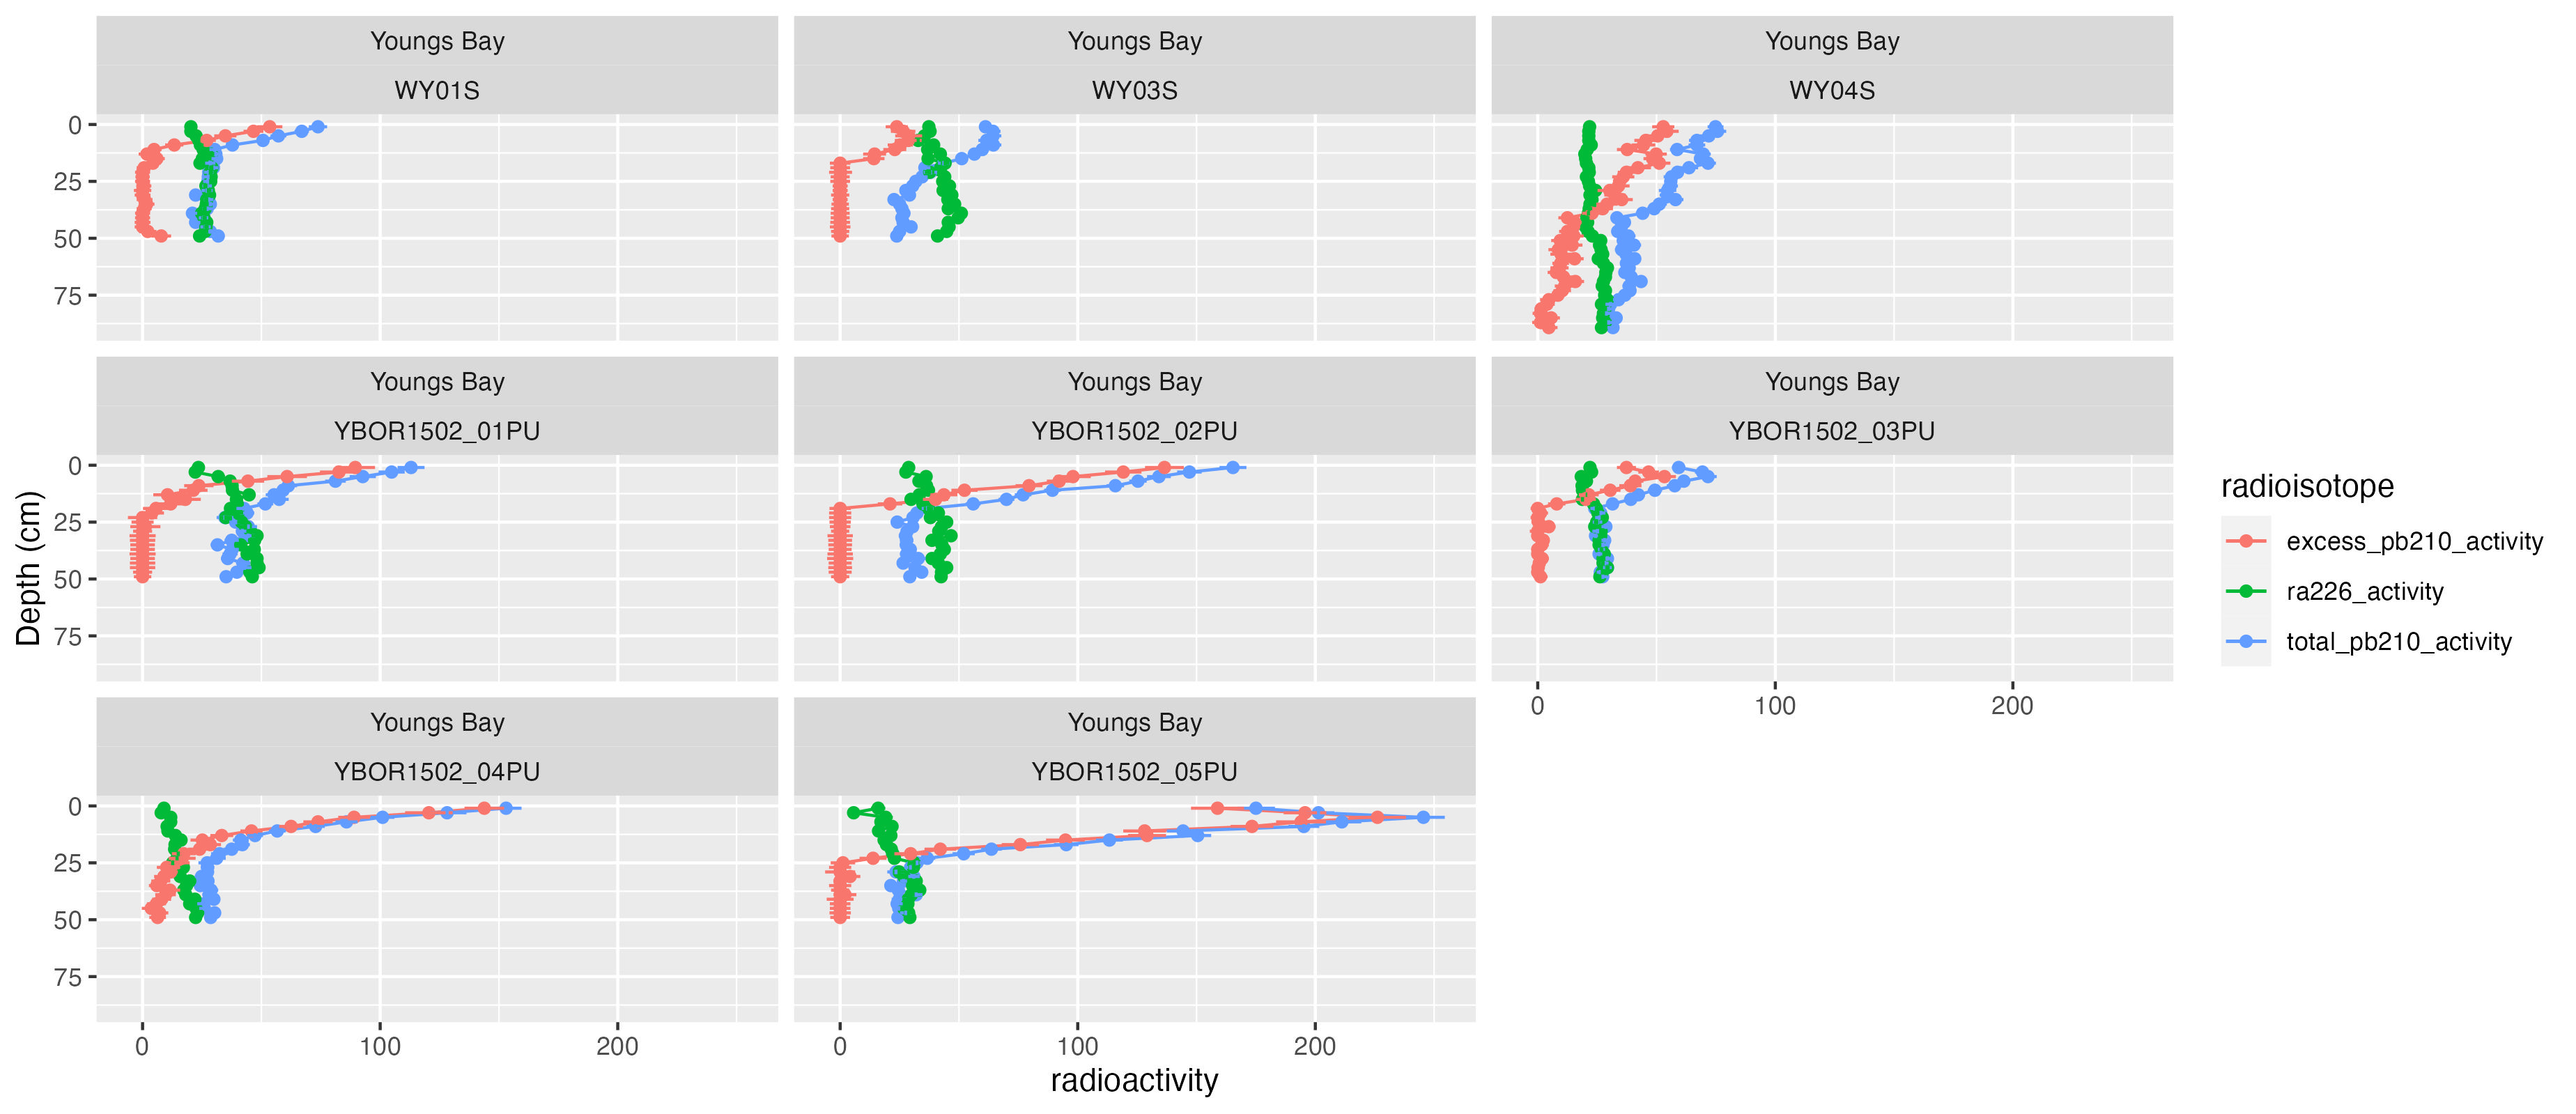 Youngs Bay
Youngs Bay
Youngs Bay
WY01S
WY03S
WY04S
0
25
50
75
Youngs Bay
Youngs Bay
Youngs Bay
YBOR1502_01PU
YBOR1502_02PU
YBOR1502_03PU
0
25
50
75
0
100
200
Youngs Bay
Youngs Bay
YBOR1502_04PU
YBOR1502_05PU
0
25
50
75
0
100
200
0
100
200
Depth (cm)
radioactivity
radioisotope
excess_pb210_activity
ra226_activity
total_pb210_activity